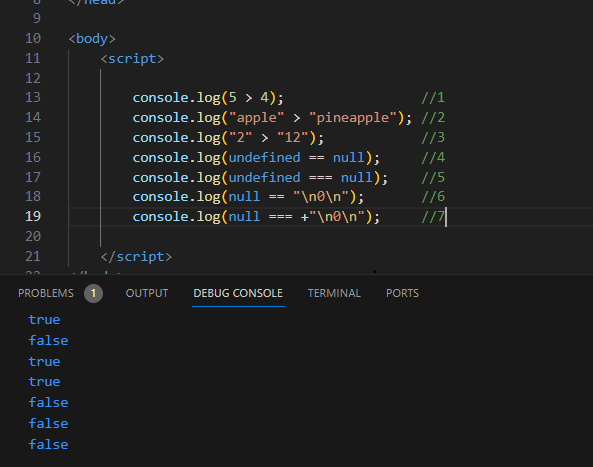 8 </head>
9
10 <body>
11 <script>
12
13 console.log(5 > 4); //1
14 console.log("apple" > "pineapple"); //2
15 console.log("2" > "12"); //3
16 console.log(undefined == null); //4
17 console.log(undefined === null); //5
18 console.log(null == "\n0\n"); //6
19 console.log(null === +"\n0\n"); //7
20
21 </script>
22 </body>
PROBLEMS 1 OUTPUT DEBUG CONSOLE TERMINAL PORTS
true
false
true
true
false
false
false